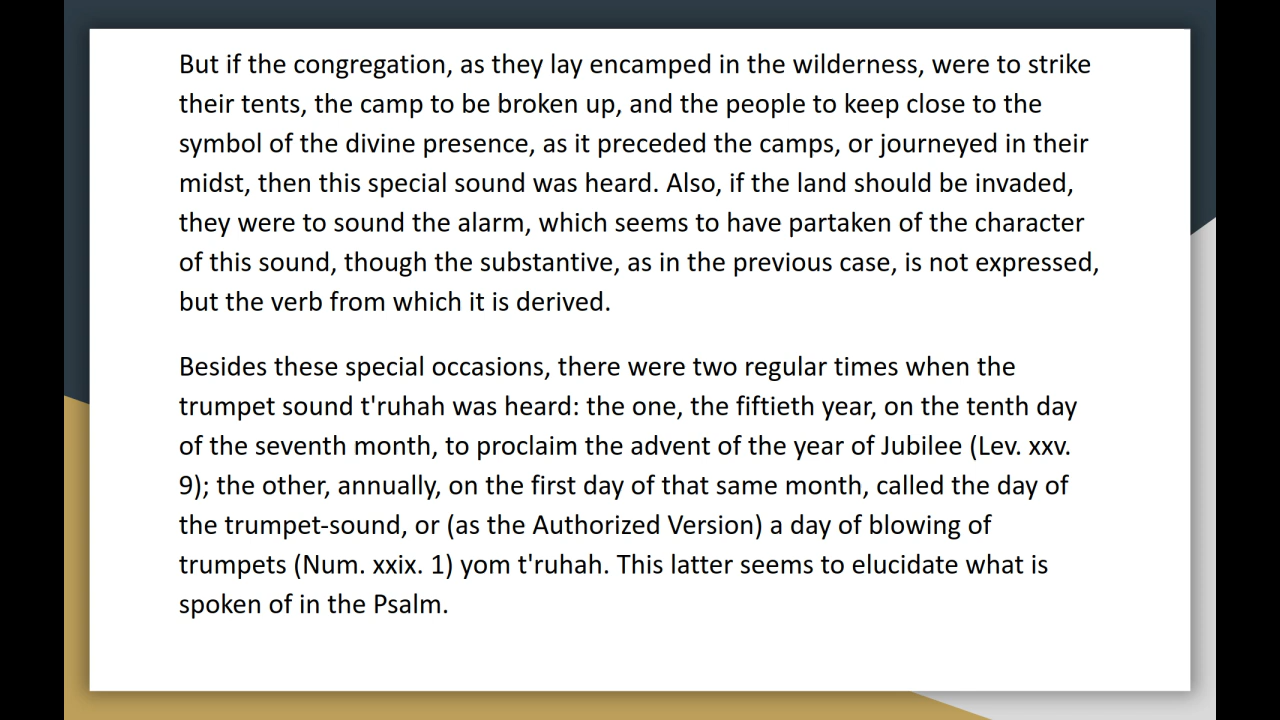 But if the congregation, as they lay encamped in the wilderness, were to strike
their tents, the camp to be broken up, and the people to keep close to the
symbol of the divine presence, as it preceded the camps, or journeyed in their
midst, then this special sound was heard. Also, if the land should be invaded,
they were to sound the alarm, which seems to have partaken of the character
of this sound, though the substantive, as in the previous case, is not expressed,
but the verb from which it is derived.
Besides these special occasions, there were two regular times when the
trumpet sound t'ruhah was heard: the one, the fiftieth year, on the tenth day
of the seventh month, to proclaim the advent of the year of Jubilee (Lev. xxv.
9); the other, annually, on the first day of that same month, called the day of
the trumpet-sound, or (as the Authorized Version) a day of blowing of
trumpets (Num. xxix. 1) yom t'ruhah. This latter seems to elucidate what is
spoken of in the Psalm.